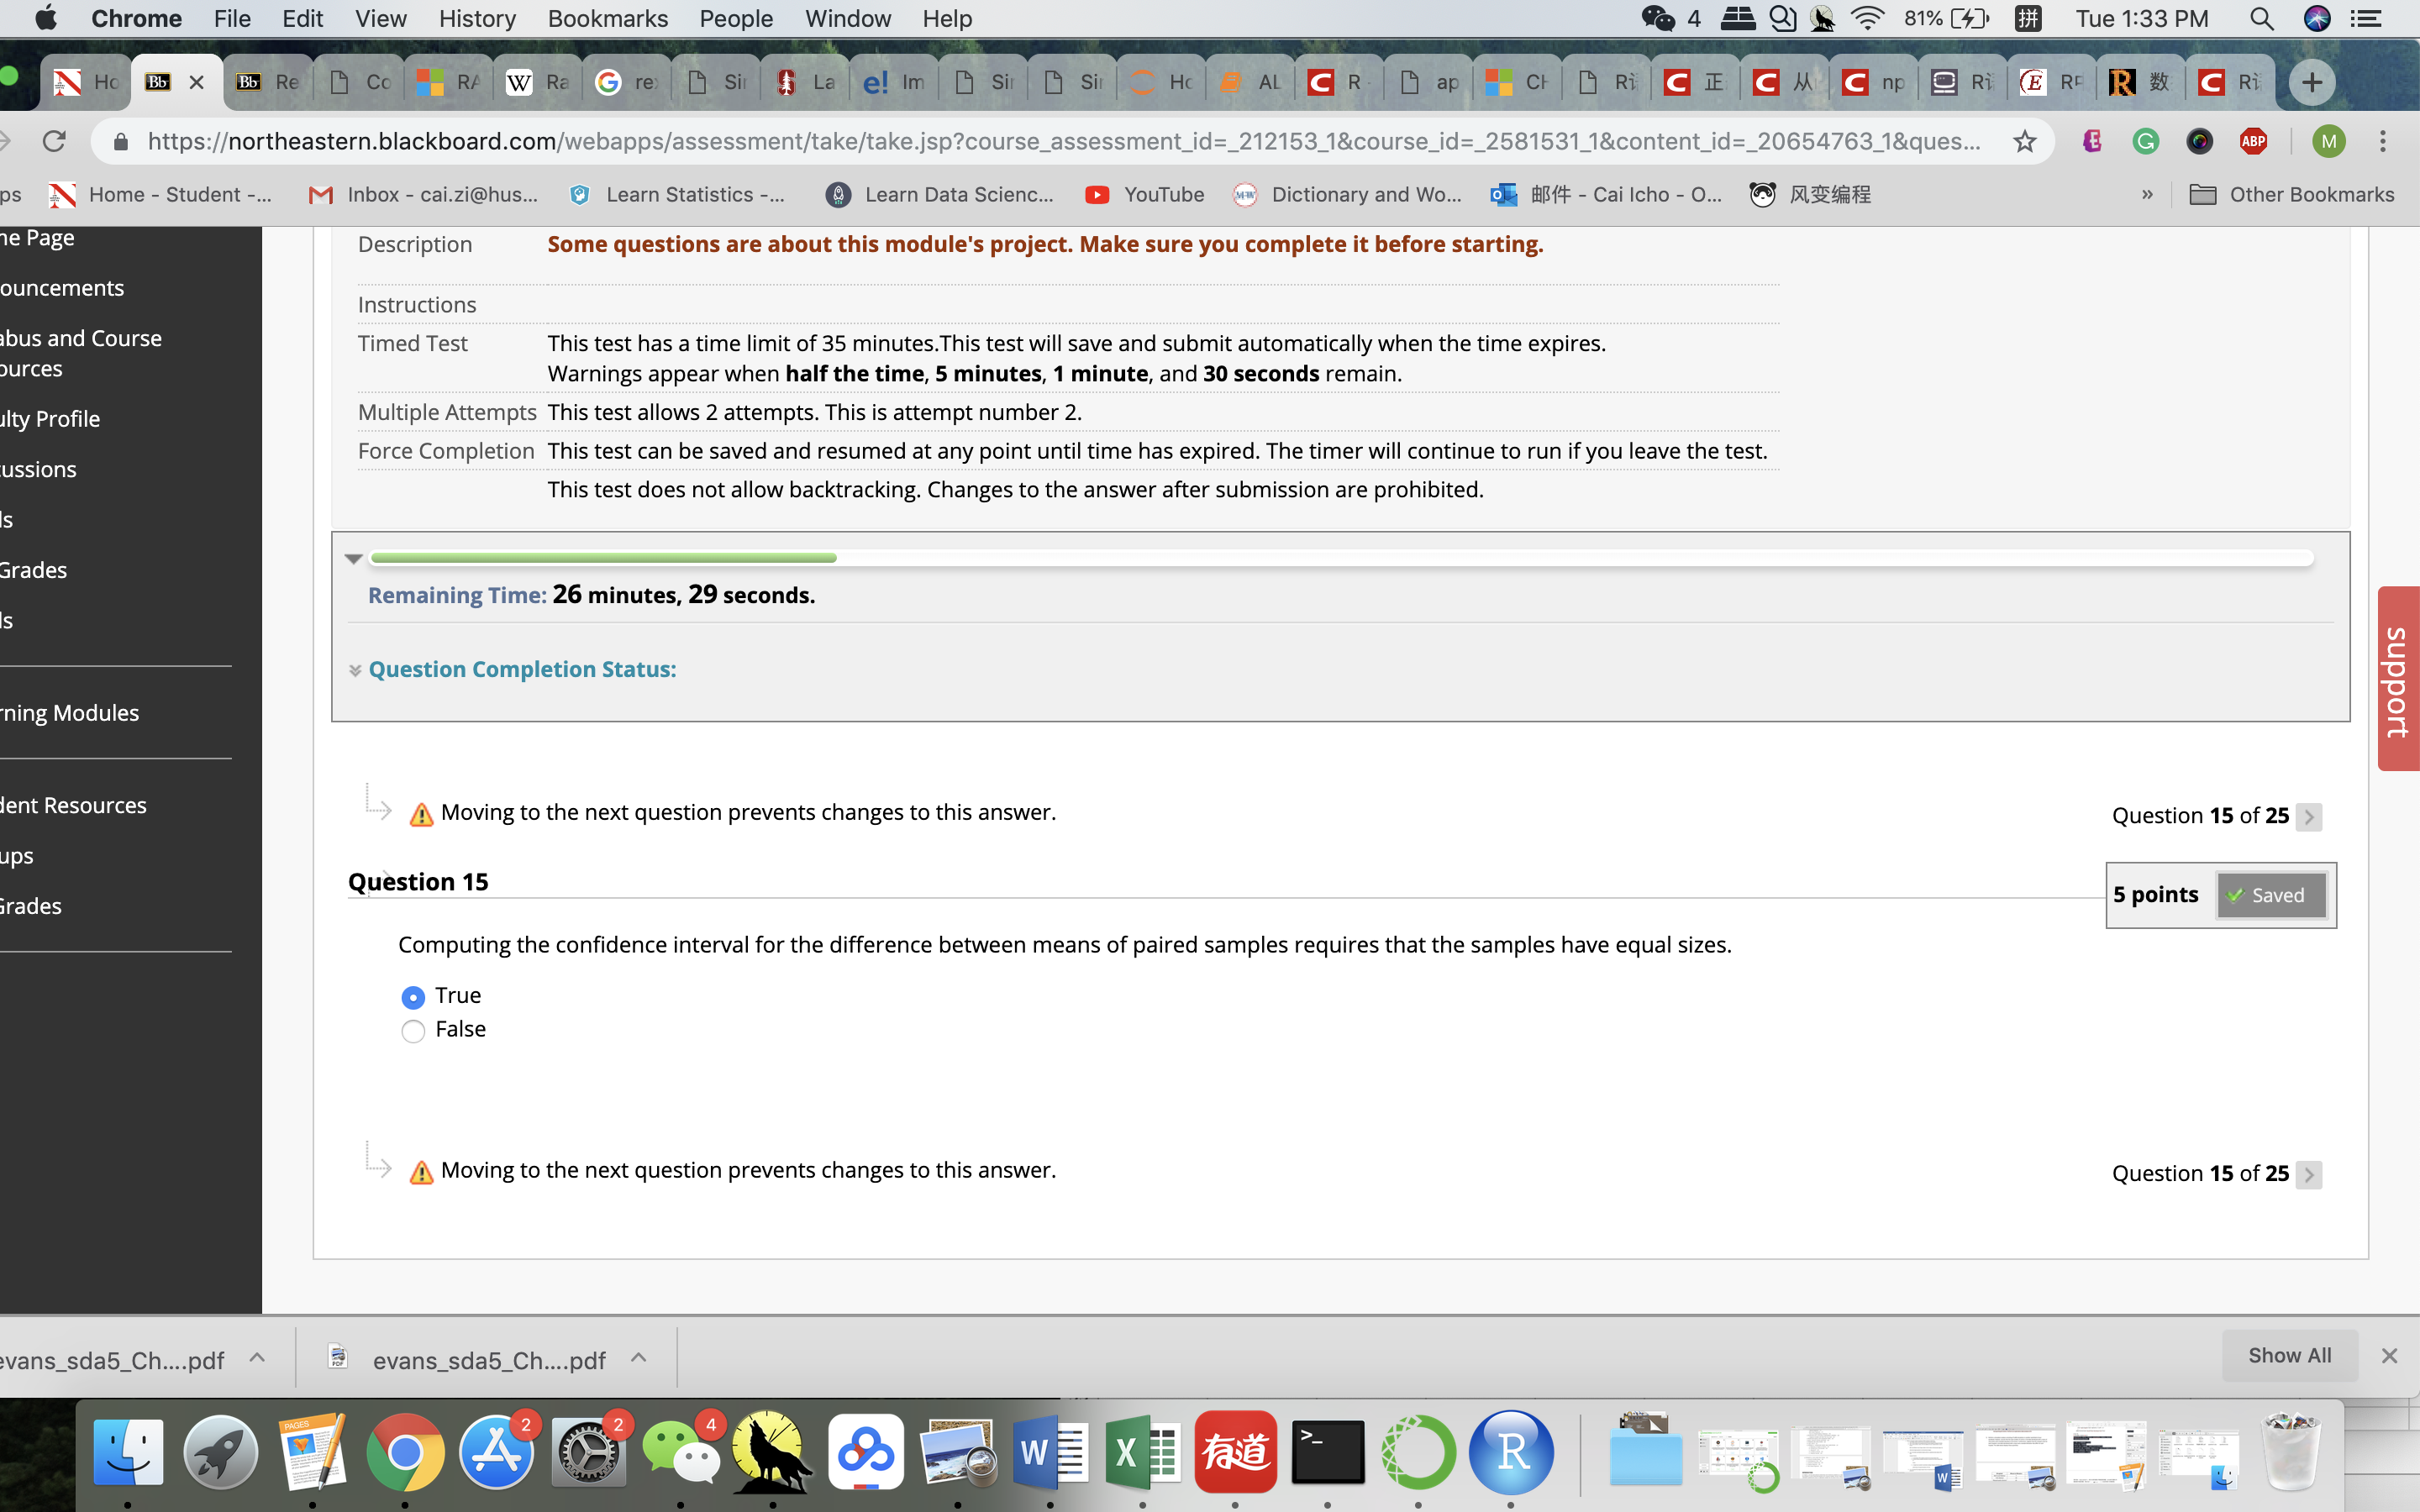 Chrome File Edit View History Bookmarks People Window Help 4 81% 拼 Tue 1:33 PM
Ho Bb Bb Re Co RA W Ra re Sir La e! Im Sir Sir Ho AL R ap CH R 正 从 np R R 数 R
https://northeastern.blackboard.com/webapps/assessment/take/take.jsp?course_assessment_id=_212153_1&course_id=_2581531_1&content_id=_20654763_1&ques... ABP M
ps Home - Student -... Inbox - cai.zi@hus... Learn Statistics -... Learn Data Scienc... YouTube Dictionary and Wo... 邮件 - Cai Icho - O... 风变编程 » Other Bookmarks
me Page
ouncements
abus and Course
ources
ulty Profile
cussions
ls
Grades
ls
rning Modules
dent Resources
ups
Grades
Description Some questions are about this module's project. Make sure you complete it before starting.
Instructions
Timed Test This test has a time limit of 35 minutes.This test will save and submit automatically when the time expires.
Warnings appear when half the time, 5 minutes, 1 minute, and 30 seconds remain.
Multiple Attempts This test allows 2 attempts. This is attempt number 2.
Force Completion This test can be saved and resumed at any point until time has expired. The timer will continue to run if you leave the test.
This test does not allow backtracking. Changes to the answer after submission are prohibited.
Remaining Time: 26 minutes, 29 seconds.
Question Completion Status:
support
Moving to the next question prevents changes to this answer. Question 15 of 25
Question 15 5 points Saved
Computing the confidence interval for the difference between means of paired samples requires that the samples have equal sizes.
True
False
Moving to the next question prevents changes to this answer. Question 15 of 25
evans_sda5_Ch....pdf evans_sda5_Ch....pdf Show All
PAGES 2 2 4 W X 有道 >_ R